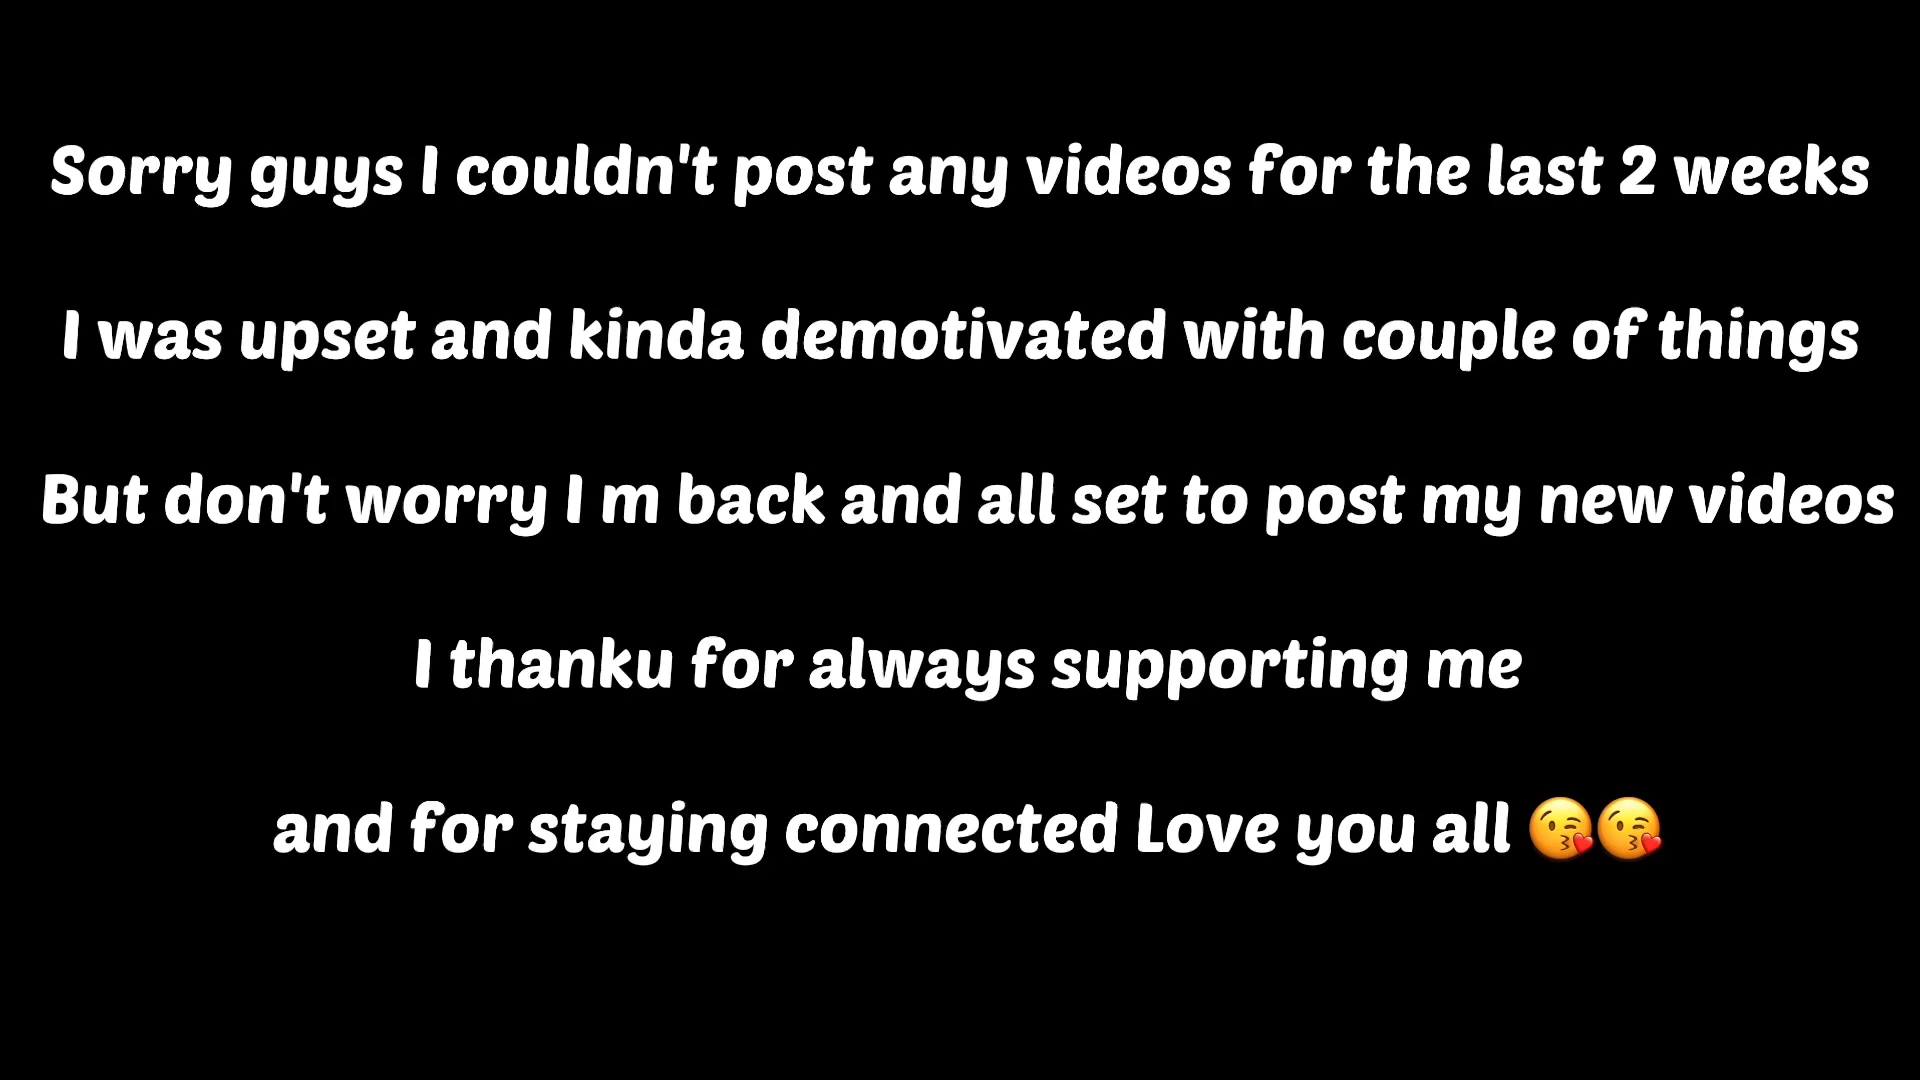 Sorry guys I couldn't post any videos for the last 2 weeks
I was upset and kinda demotivated with couple of things
But don't worry I m back and all set to post my new videos
I thanku for always supporting me
and for staying connected Love you all 😘😘